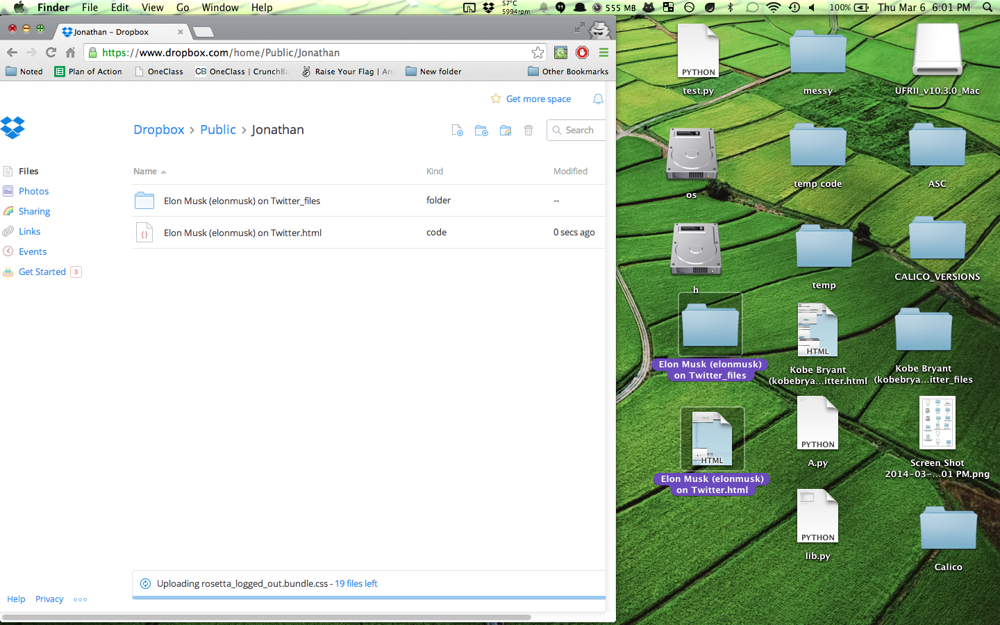 Finder File Edit View Go Window Help
57°C
5994rpm
555 MB
100%
Thu Mar 6 6:01 PM
Jonathan – Dropbox
https://www.dropbox.com/home/Public/Jonathan
Noted
Plan of Action
OneClass
CB OneClass | CrunchBa
Raise Your Flag | An
New folder
Other Bookmarks
Get more space
Dropbox > Public > Jonathan
Search
Files
Photos
Sharing
Links
Events
Get Started 3
Name Kind Modified
Elon Musk (elonmusk) on Twitter_files folder --
{ } Elon Musk (elonmusk) on Twitter.html code 0 secs ago
Uploading rosetta_logged_out.bundle.css - 19 files left
Help Privacy
PYTHON
test.py
messy
UFRII_v10.3.0_Mac
os
temp code
ASC
h
temp
CALICO_VERSIONS
Elon Musk (elonmusk)
on Twitter_files
HTML
Kobe Bryant
(kobebrya...itter.html
Kobe Bryant
(kobebrya...itter_files
HTML
Elon Musk (elonmusk)
on Twitter.html
PYTHON
A.py
Screen Shot
2014-03-...01 PM.png
PYTHON
lib.py
Calico